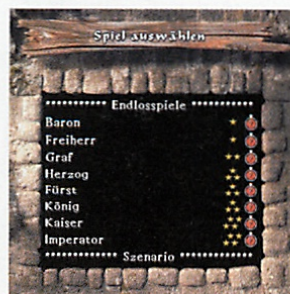 Spiel auswählen
Endlosspiele
Baron
Freiherr
Graf
Herzog
Fürst
König
Kaiser
Imperator
Szenario